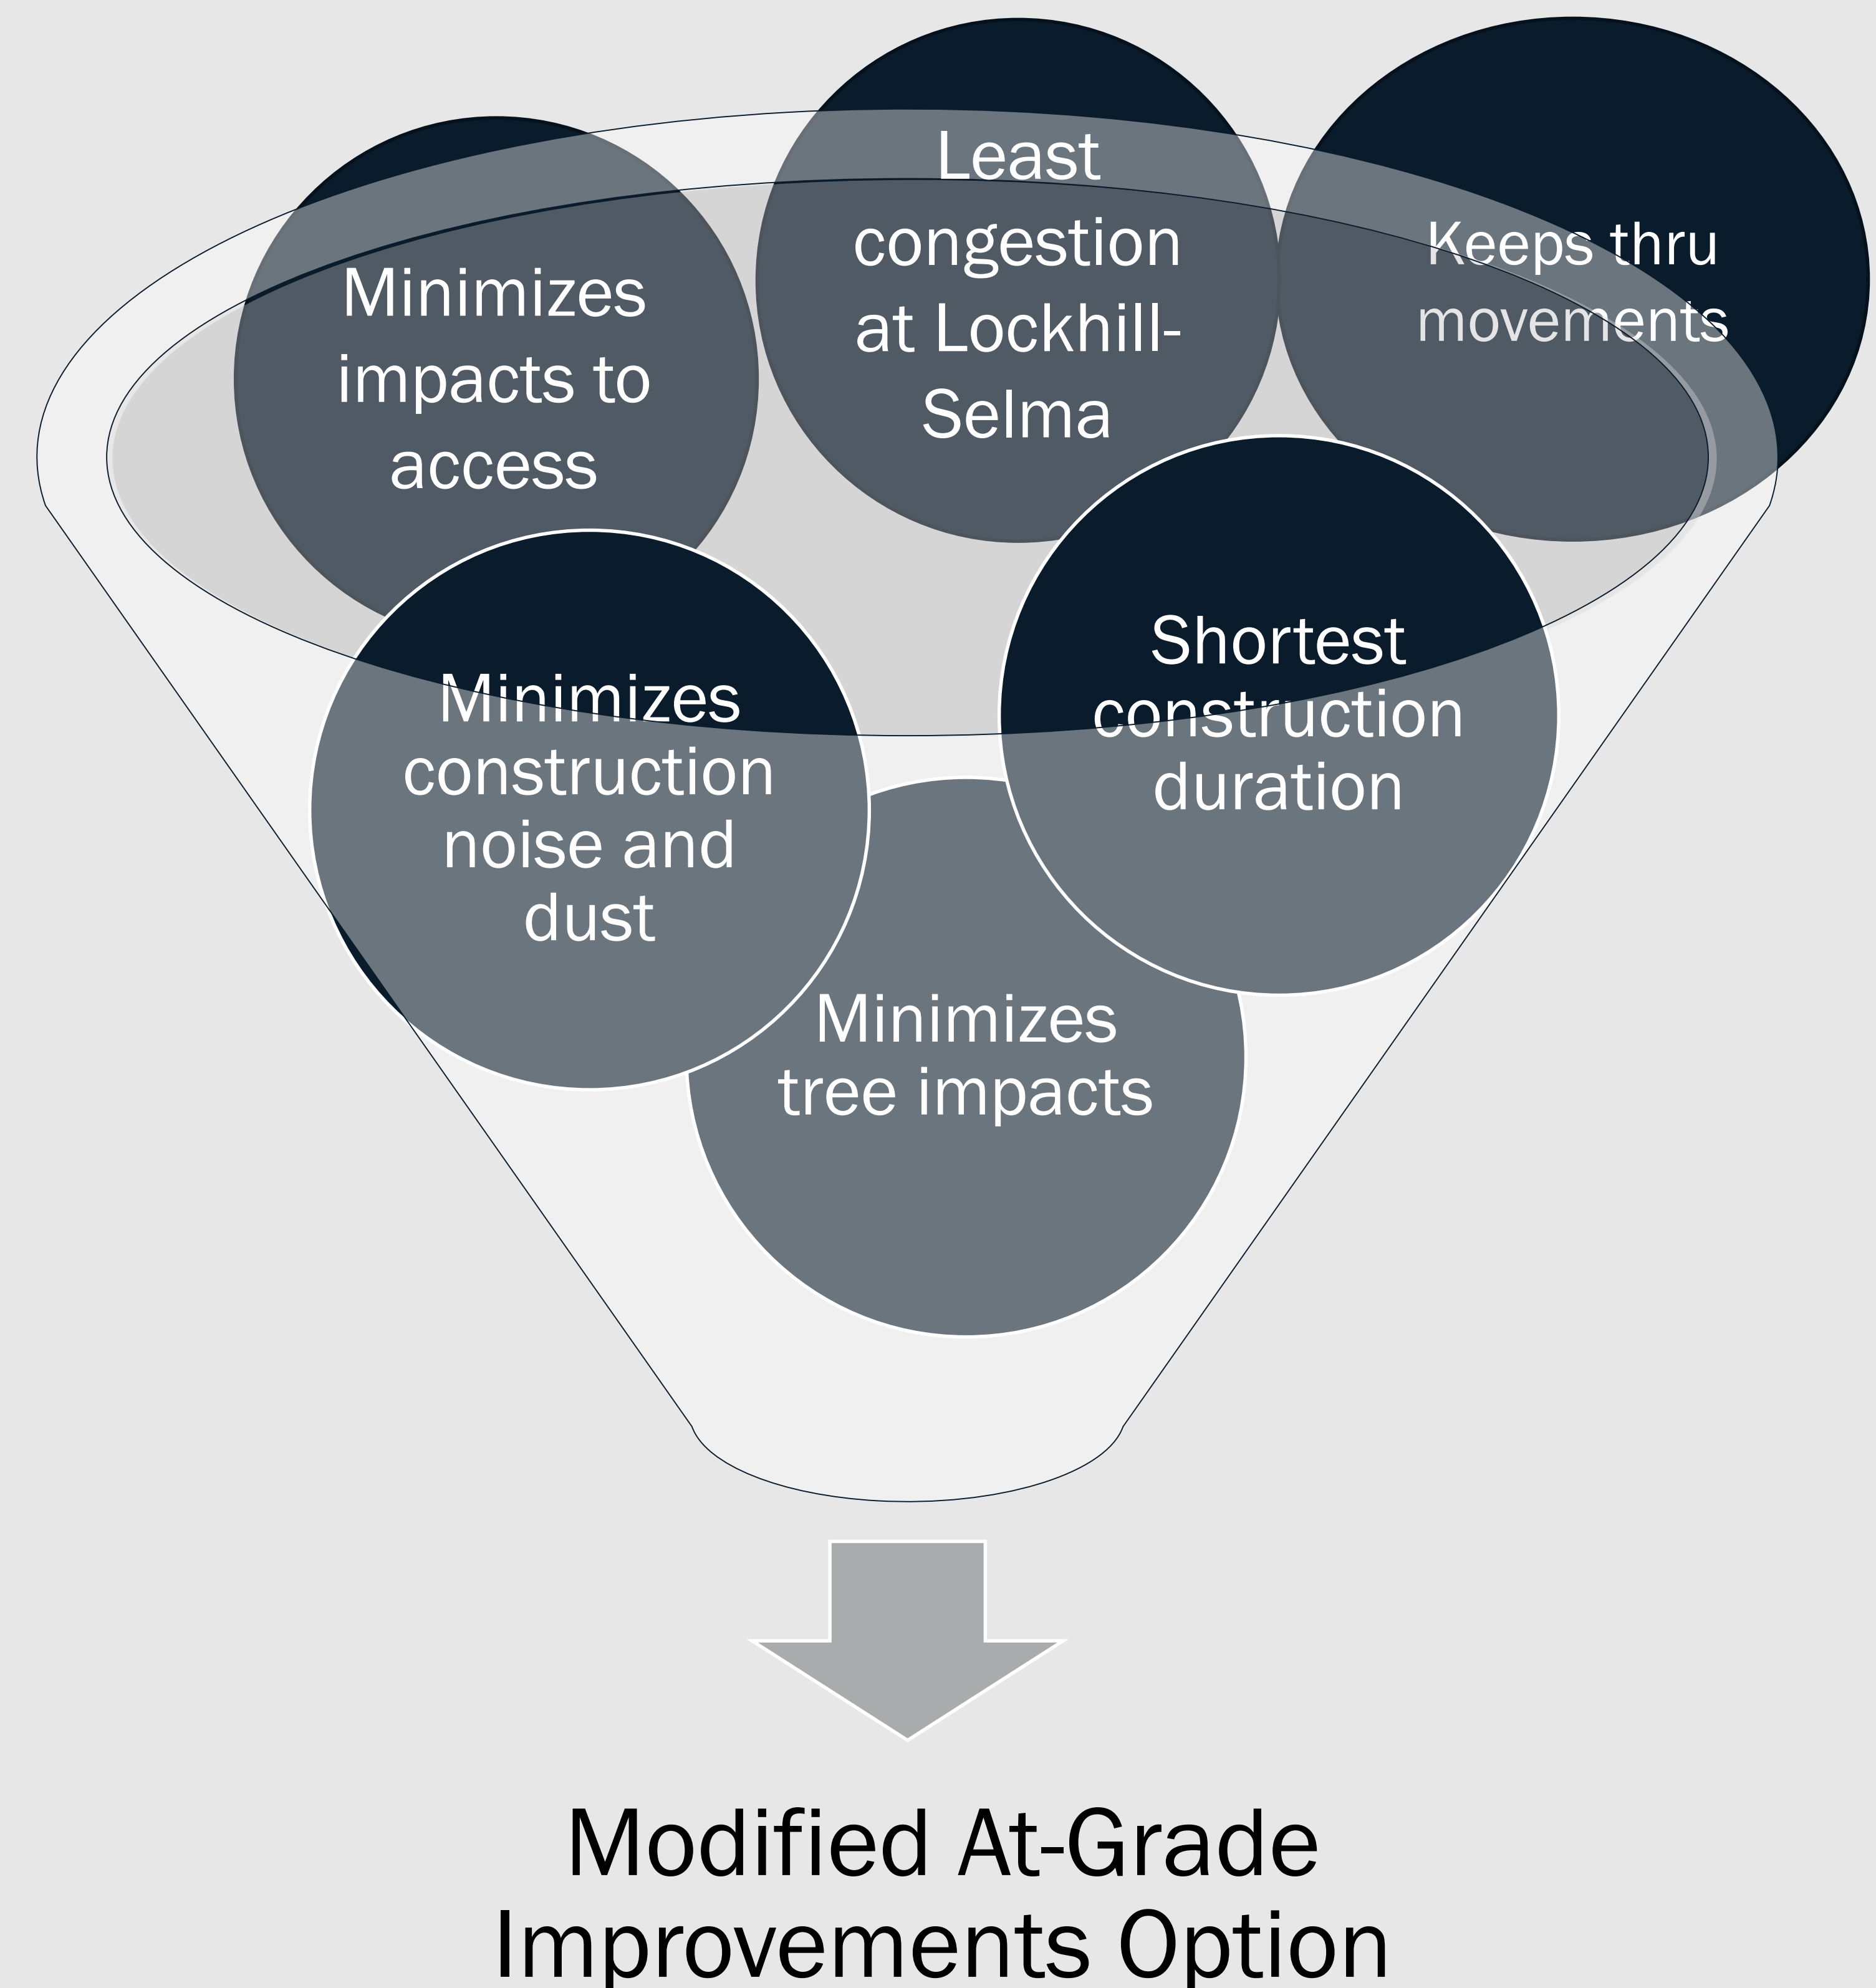 Least
congestion
at Lockhill-
Selma
Keeps thru
movements
Minimizes
impacts to
access
Shortest
construction
duration
Minimizes
construction
noise and
dust
Minimizes
tree impacts
Modified At-Grade
Improvements Option